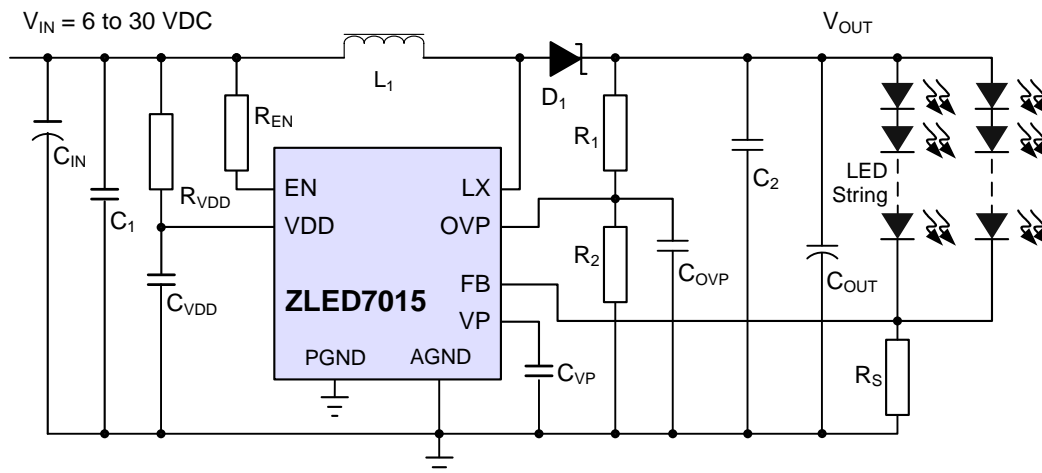 V_IN = 6 to 30 VDC
V_OUT
L_1
D_1
R_EN
R_1
C_IN
R_VDD
C_1
C_2
LED
String
EN
LX
VDD
OVP
R_2
C_OVP
C_OUT
C_VDD
ZLED7015
FB
VP
PGND
AGND
C_VP
R_S